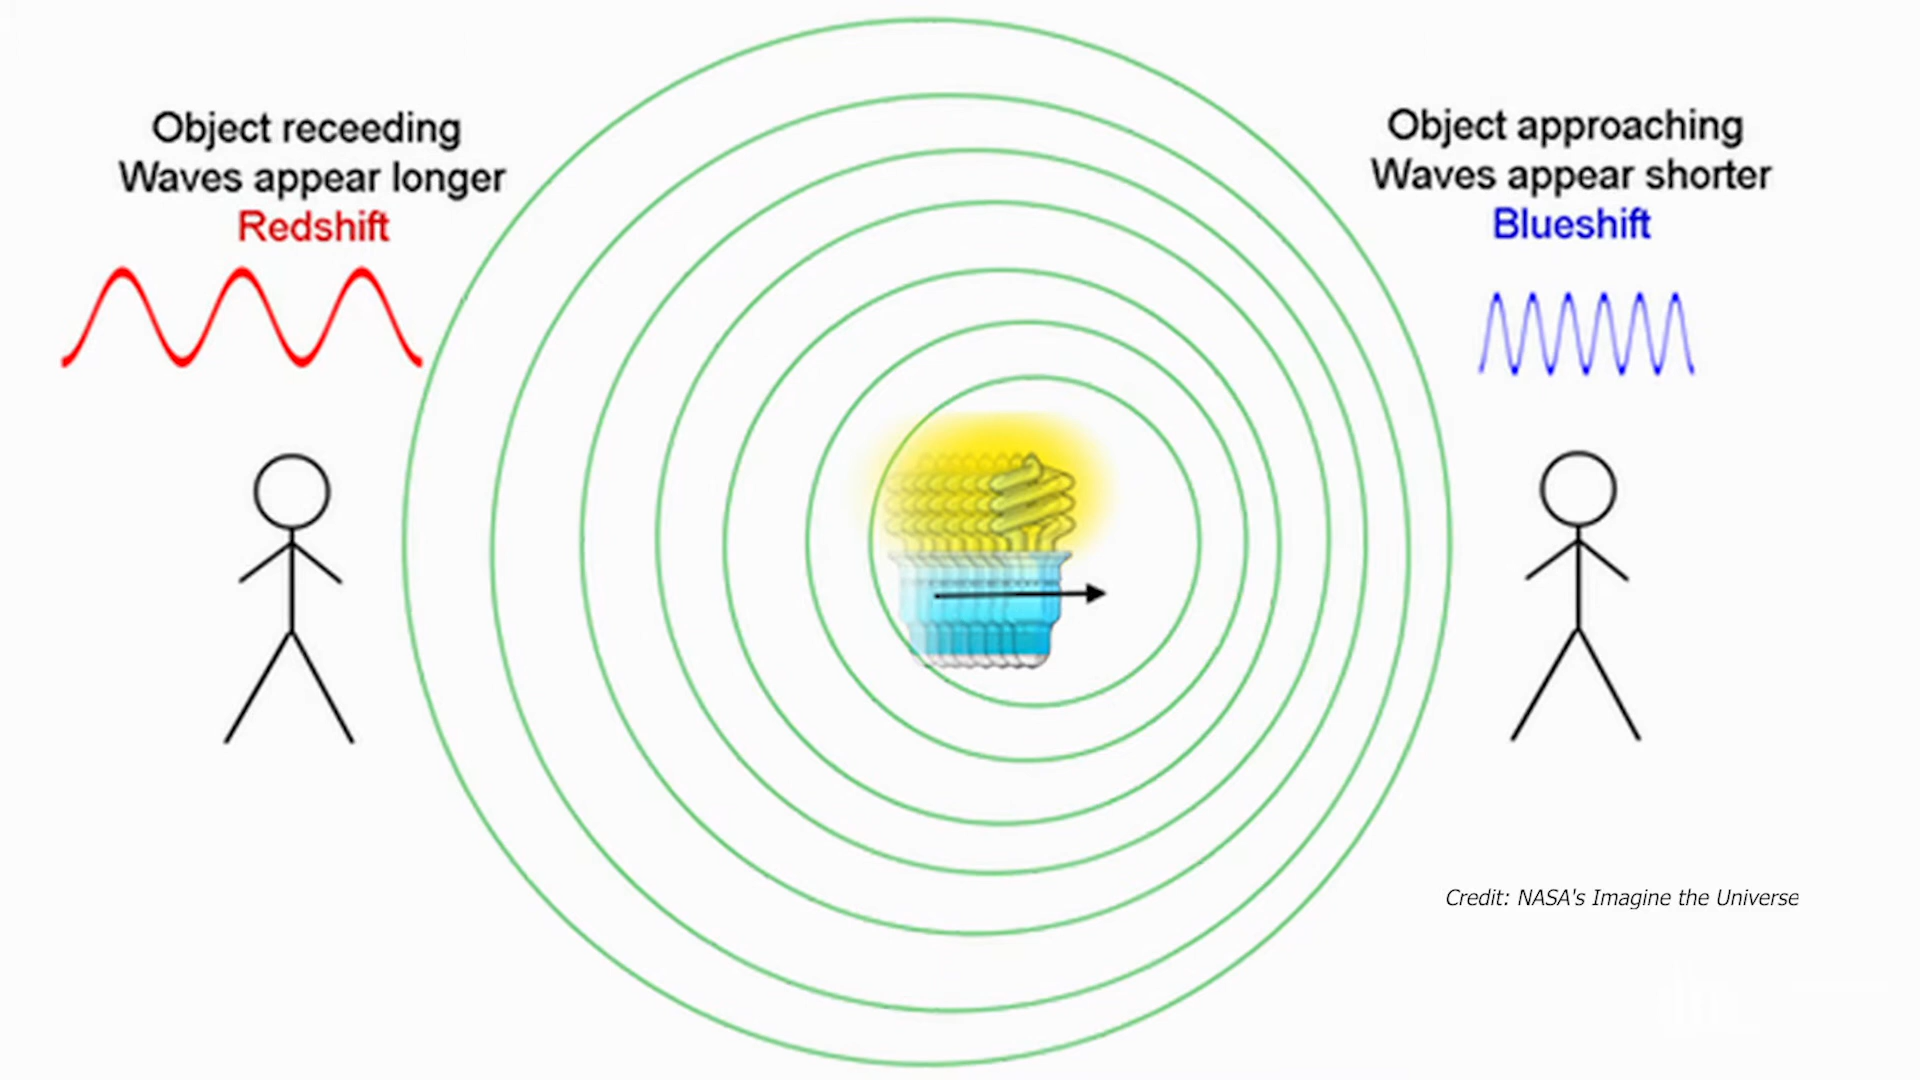 Object receeding
Waves appear longer
Redshift
Object approaching
Waves appear shorter
Blueshift
Credit: NASA's Imagine the Universe